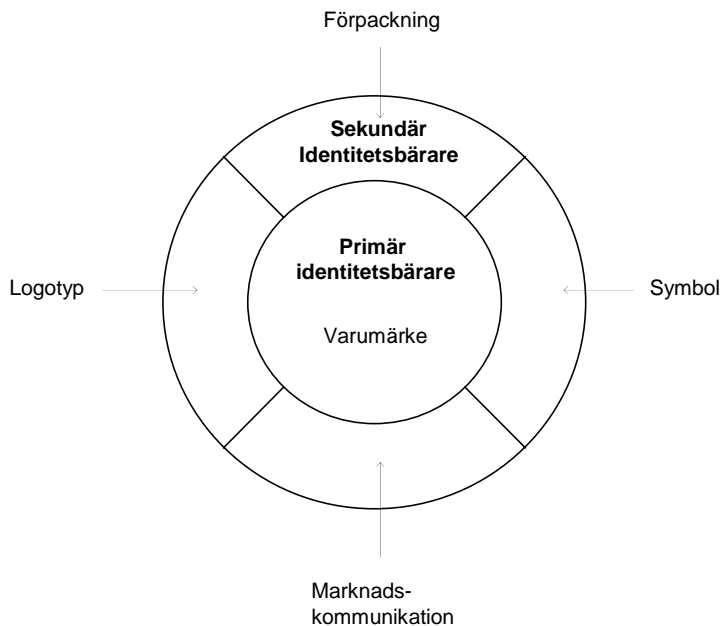 Förpackning
Sekundär
Identitetsbärare
Primär
identitetsbärare
Logotyp
Symbol
Varumärke
Marknads-
kommunikation